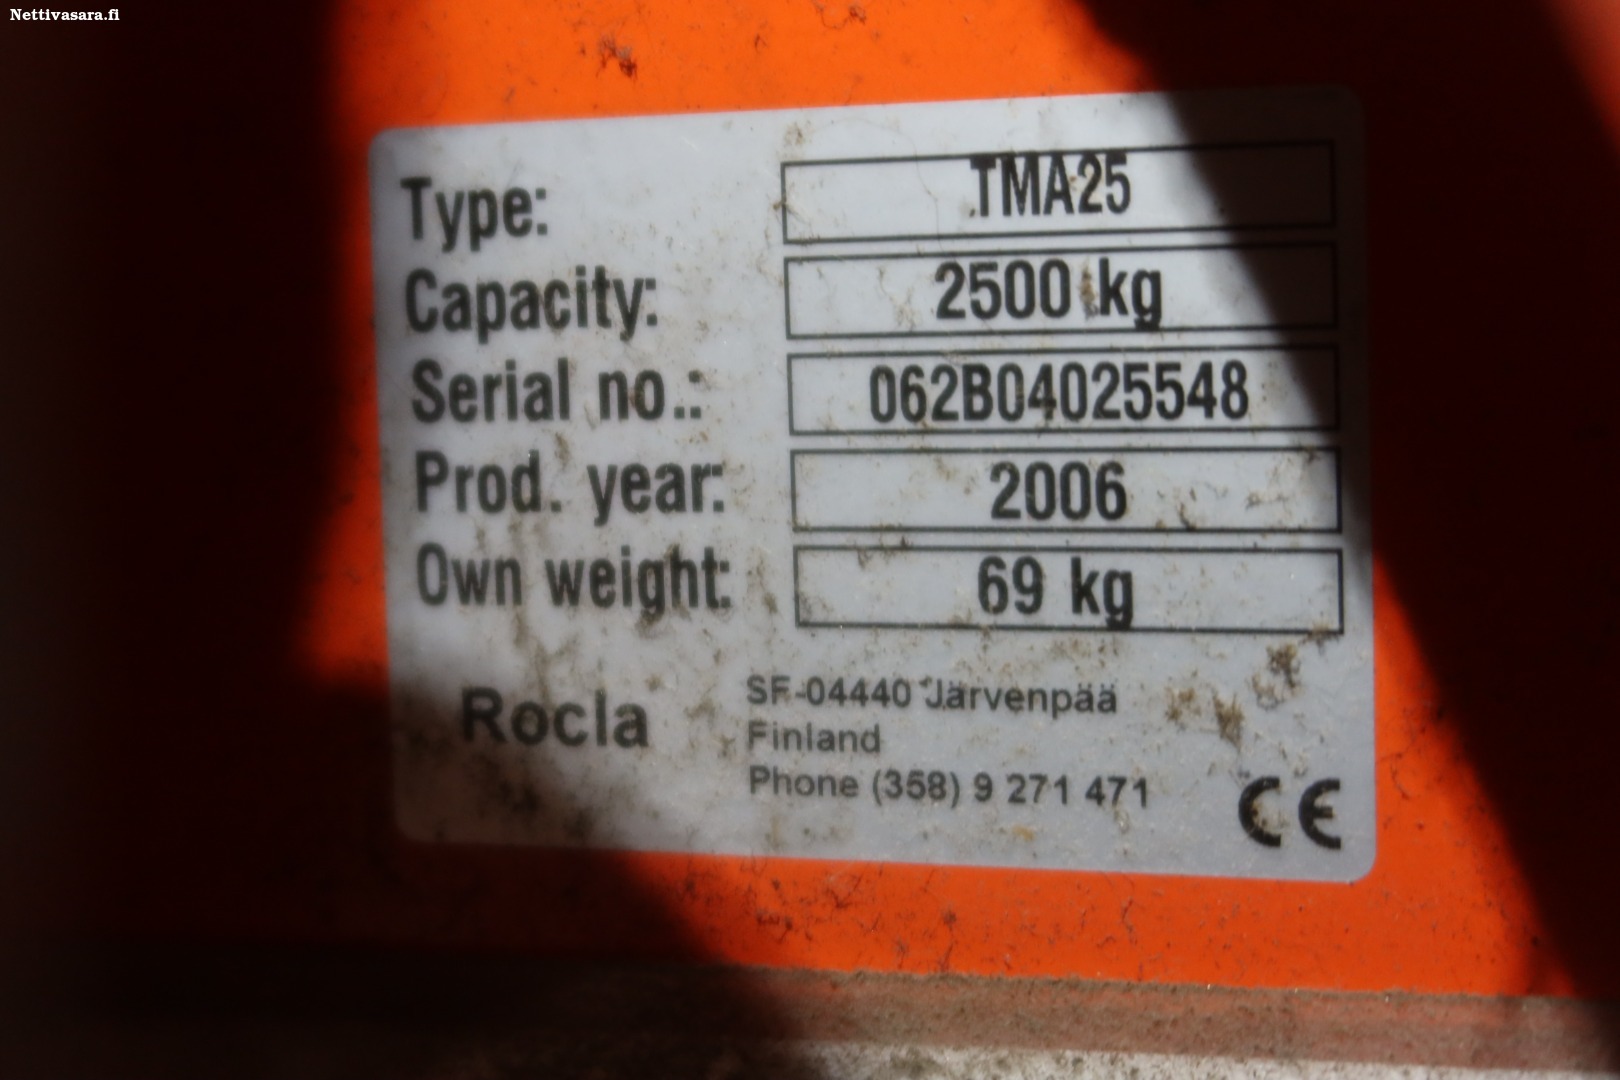 Nettivasara.fi
Type: TMA25
Capacity: 2500 kg
Serial no.: 062B04025548
Prod. year: 2006
Own weight: 69 kg
Rocla
SF-04440 Järvenpää
Finland
Phone (358) 9 271 471
CE